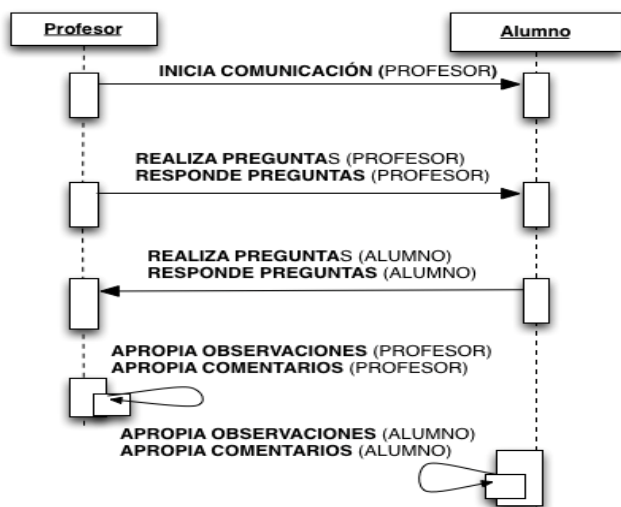 Profesor
Alumno
INICIA COMUNICACIÓN (PROFESOR)
REALIZA PREGUNTAS (PROFESOR)
RESPONDE PREGUNTAS (PROFESOR)
REALIZA PREGUNTAS (ALUMNO)
RESPONDE PREGUNTAS (ALUMNO)
APROPIA OBSERVACIONES (PROFESOR)
APROPIA COMENTARIOS (PROFESOR)
APROPIA OBSERVACIONES (ALUMNO)
APROPIA COMENTARIOS (ALUMNO)